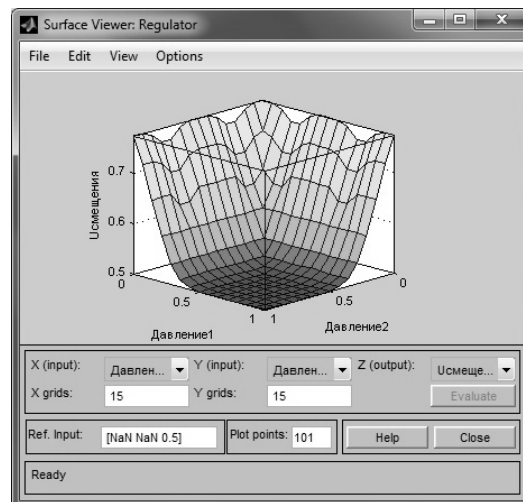 Surface Viewer: Regulator
File Edit View Options
0.7
0.6
0.5
Uсмещения
0
0.5
1
Давление1
1
0.5
0
Давление2
X (input): Давлен... Y (input): Давлен... Z (output): Uсмеще...
X grids: 15 Y grids: 15 Evaluate
Ref. Input: [NaN NaN 0.5] Plot points: 101 Help Close
Ready